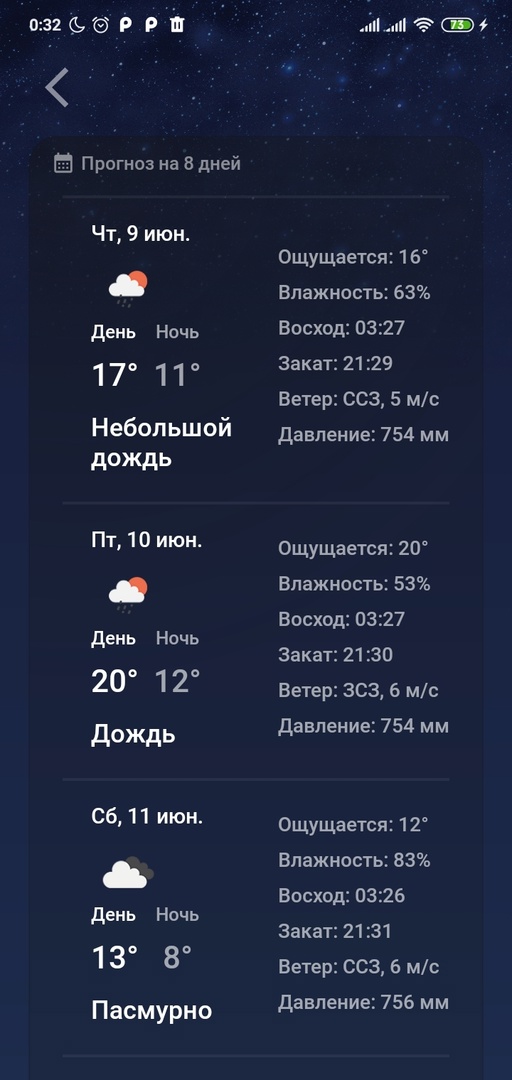 0:32
73
Прогноз на 8 дней
Чт, 9 июн.
День Ночь
17° 11°
Небольшой
дождь
Ощущается: 16°
Влажность: 63%
Восход: 03:27
Закат: 21:29
Ветер: ССЗ, 5 м/с
Давление: 754 мм
Пт, 10 июн.
День Ночь
20° 12°
Дождь
Ощущается: 20°
Влажность: 53%
Восход: 03:27
Закат: 21:30
Ветер: ЗСЗ, 6 м/с
Давление: 754 мм
Сб, 11 июн.
День Ночь
13° 8°
Пасмурно
Ощущается: 12°
Влажность: 83%
Восход: 03:26
Закат: 21:31
Ветер: ССЗ, 6 м/с
Давление: 756 мм